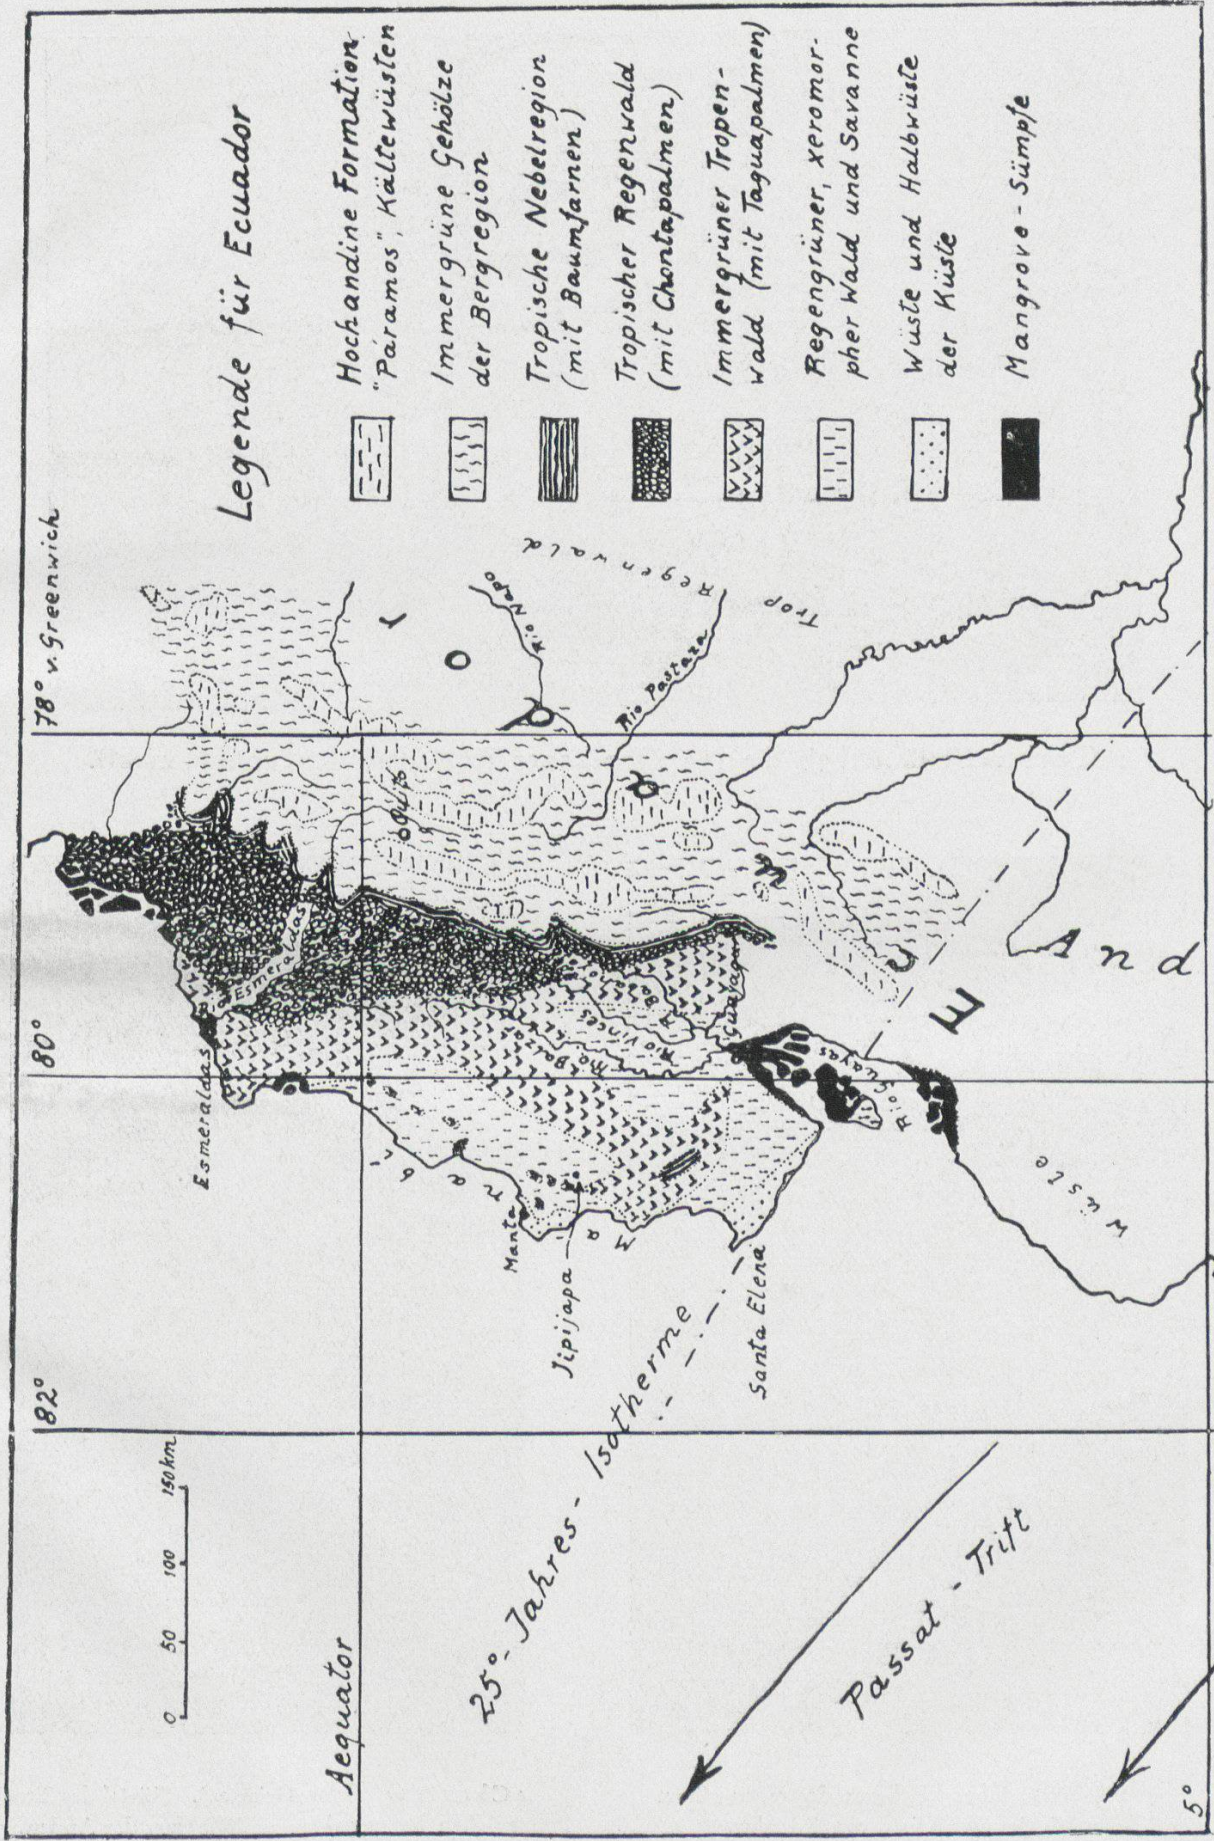 Legende für Ecuador
Hochandine Formation
"Páramos", Kältewüsten
Immergrüne Gehölze
der Bergregion
Tropische Nebelregion
(mit Baumfarnen)
Tropischer Regenwald
(mit Chontapalmen)
Immergrüner Tropen-
wald (mit Taguapalmen)
Regengrüner, xeromor-
pher Wald und Savanne
Wüste und Halbwüste
der Küste
Mangrove-Sümpfe
82°
80°
78° v. Greenwich
0 50 100 150 km
Aequator
Esmeraldas
Esmeraldas
Quito
Manta
Jipijapa
Manabi
Santa Elena
Guayaquil
Rio Vinces
Rio Guayas
Rio Napo
Rio Pastaza
Trop Regenwald
Ecuador
And
Wüste
25°- Jahres- Isotherme
Passat - Trift
5°